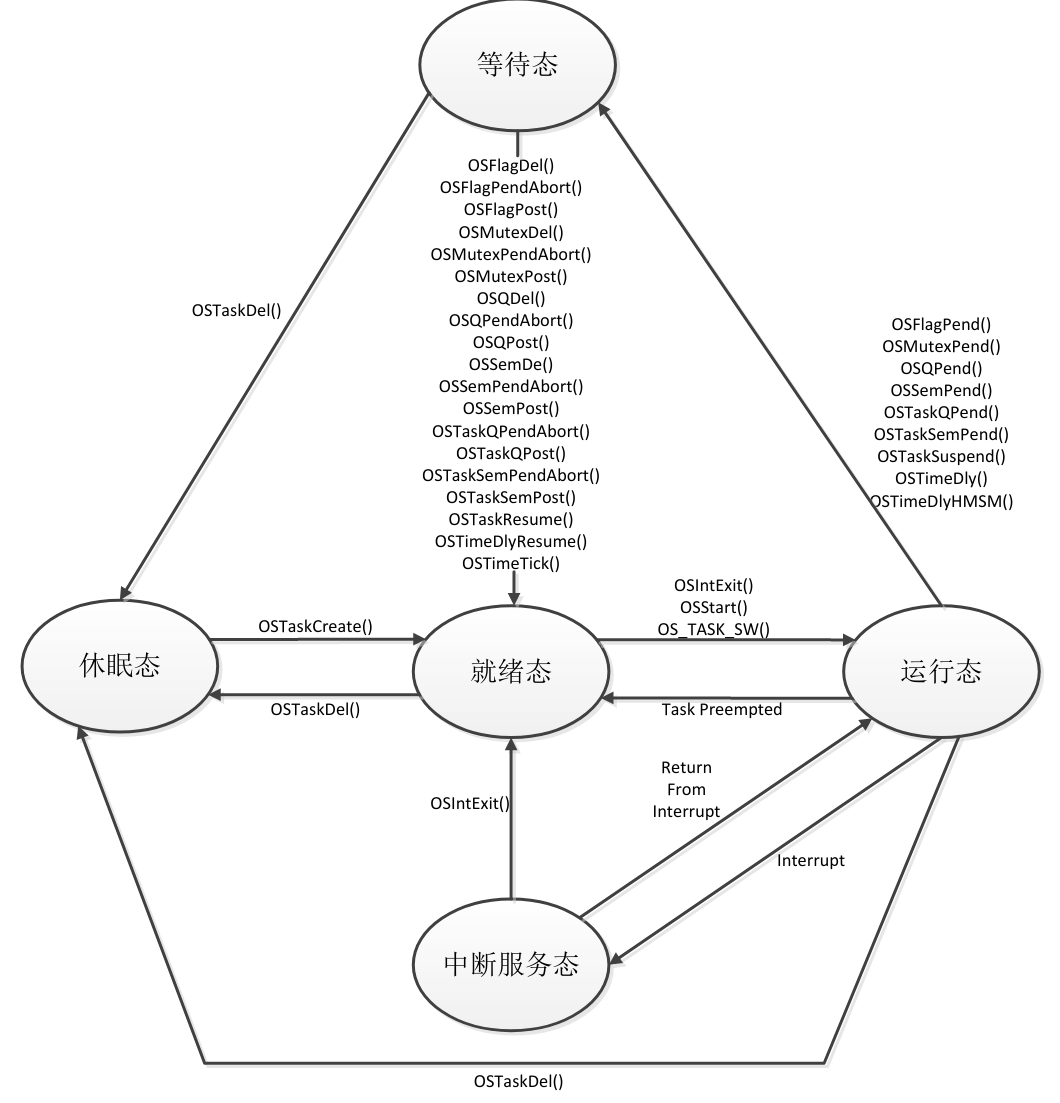 等待态
OSFlagDel()
OSFlagPendAbort()
OSFlagPost()
OSMutexDel()
OSMutexPendAbort()
OSMutexPost()
OSQDel()
OSQPendAbort()
OSQPost()
OSSemDe()
OSSemPendAbort()
OSSemPost()
OSTaskQPendAbort()
OSTaskQPost()
OSTaskSemPendAbort()
OSTaskSemPost()
OSTaskResume()
OSTimeDlyResume()
OSTimeTick()
OSTaskDel()
OSFlagPend()
OSMutexPend()
OSQPend()
OSSemPend()
OSTaskQPend()
OSTaskSemPend()
OSTaskSuspend()
OSTimeDly()
OSTimeDlyHMSM()
休眠态
OSTaskCreate()
OSTaskDel()
就绪态
OSIntExit()
OSStart()
OS_TASK_SW()
Task Preempted
运行态
OSIntExit()
Return
From
Interrupt
Interrupt
中断服务态
OSTaskDel()